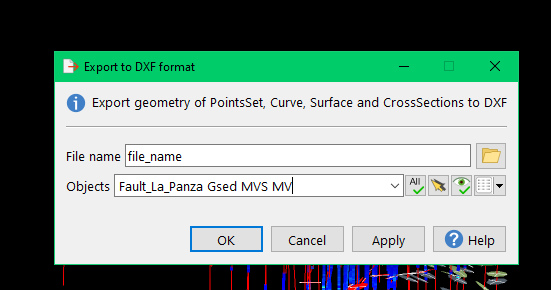 Export to DXF format
Export geometry of PointsSet, Curve, Surface and CrossSections to DXF
File name file_name
Objects Fault_La_Panza Gsed MVS MV All
OK Cancel Apply Help